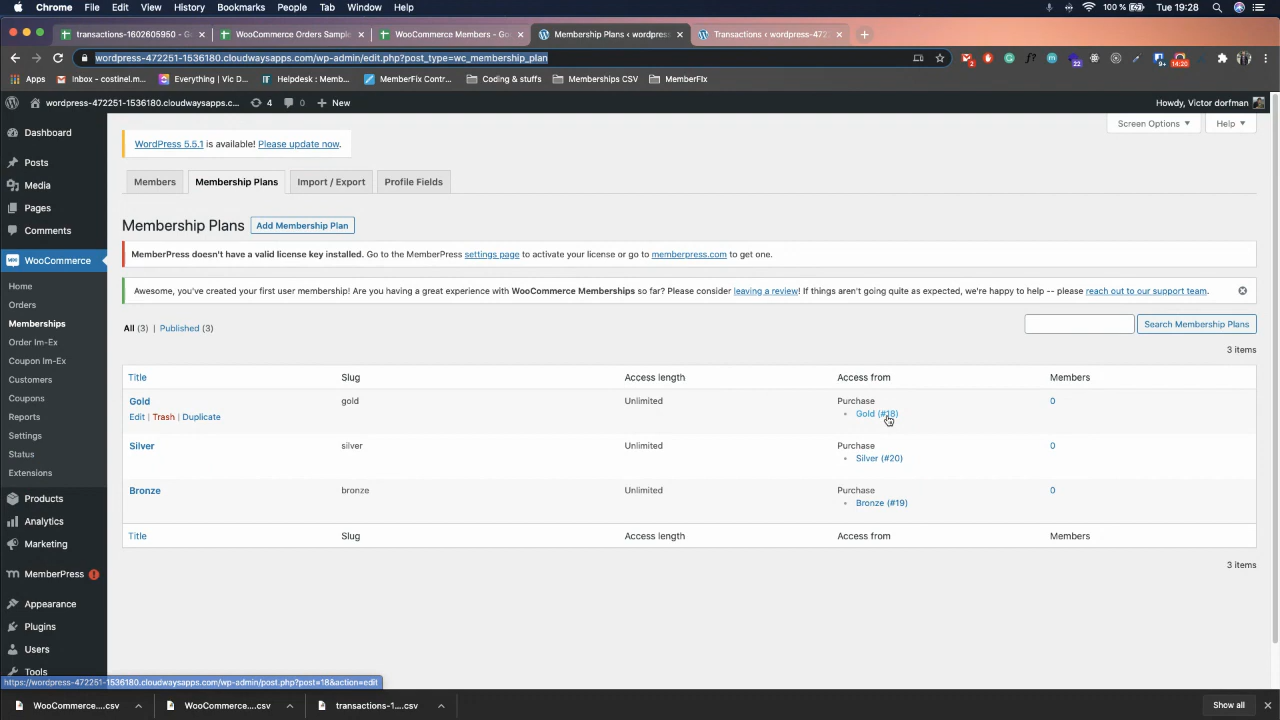 Chrome File Edit View History Bookmarks People Tab Window Help 100 % Tue 19:28
transactions-1602605950 - Go × WooCommerce Orders Sample × WooCommerce Members - Goo × Membership Plans ‹ wordpress- × Transactions ‹ wordpress-4722 ×
wordpress-472251-1536180.cloudwaysapps.com/wp-admin/edit.php?post_type=wc_membership_plan
2 22 9+ 14:20
Apps Inbox - costinel.m... Everything | Vic D... Helpdesk : Memb... MemberFix Contr... Coding & stuffs Memberships CSV MemberFIx
wordpress-472251-1536180.cloudwaysapps.c... 4 0 New Howdy, Victor dorfman
Screen Options Help
Dashboard
WordPress 5.5.1 is available! Please update now.
Posts
Media
Pages
Comments
WooCommerce
Home
Orders
Memberships
Order Im-Ex
Coupon Im-Ex
Customers
Coupons
Reports
Settings
Status
Extensions
Products
Analytics
Marketing
MemberPress !
Appearance
Plugins
Users
Tools
Members Membership Plans Import / Export Profile Fields
Membership Plans Add Membership Plan
MemberPress doesn't have a valid license key installed. Go to the MemberPress settings page to activate your license or go to memberpress.com to get one.
Awesome, you've created your first user membership! Are you having a great experience with WooCommerce Memberships so far? Please consider leaving a review! If things aren't going quite as expected, we're happy to help -- please reach out to our support team.
All (3) | Published (3) Search Membership Plans
3 items
Title Slug Access length Access from Members
Gold gold Unlimited Purchase 0
Edit | Trash | Duplicate Gold (#18)
Silver silver Unlimited Purchase 0
Silver (#20)
Bronze bronze Unlimited Purchase 0
Bronze (#19)
Title Slug Access length Access from Members
3 items
https://wordpress-472251-1536180.cloudwaysapps.com/wp-admin/post.php?post=18&action=edit
WooCommerce....csv WooCommerce....csv transactions-1....csv Show all